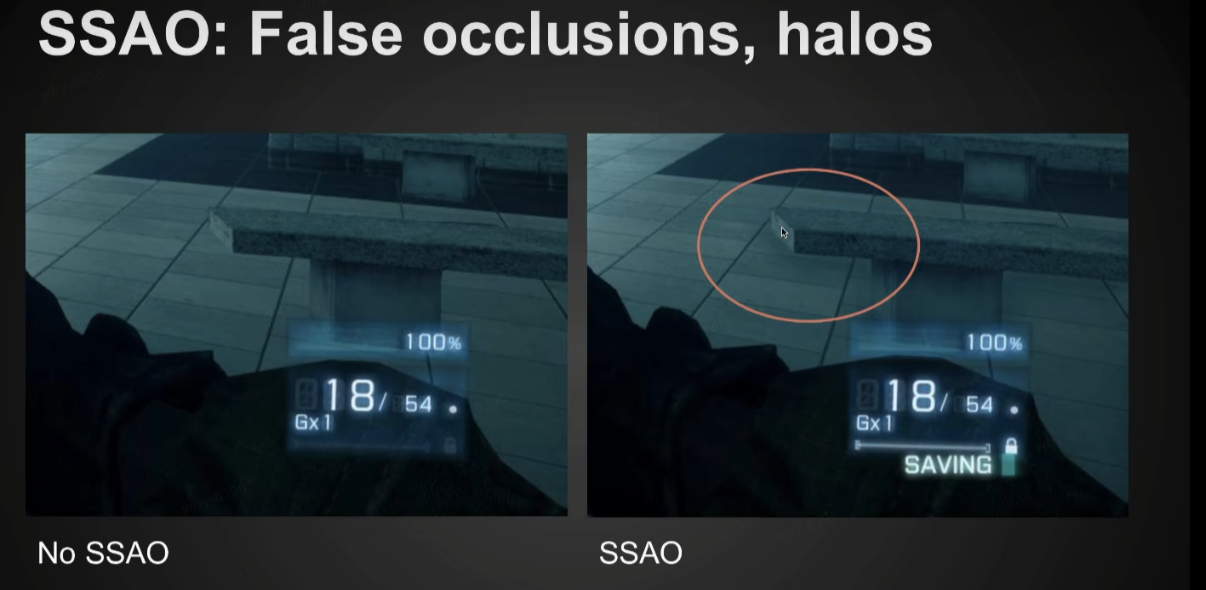 SSAO: False occlusions, halos
100%
18/ 54
Gx1
100%
18/ 54
Gx1
SAVING
No SSAO
SSAO